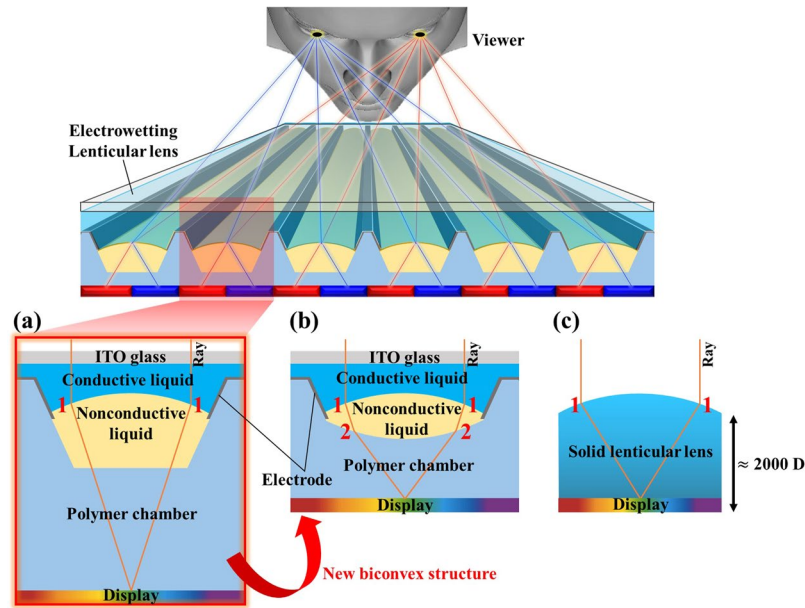 Viewer
Electrowetting
Lenticular lens
(a)
ITO glass
Ray
Conductive liquid
1
1
Nonconductive
liquid
Polymer chamber
Display
Electrode
(b)
ITO glass
Ray
Conductive liquid
1
1
Nonconductive
liquid
2
2
Polymer chamber
Display
New biconvex structure
(c)
Ray
1
1
Solid lenticular lens
≈ 2000 D
Display